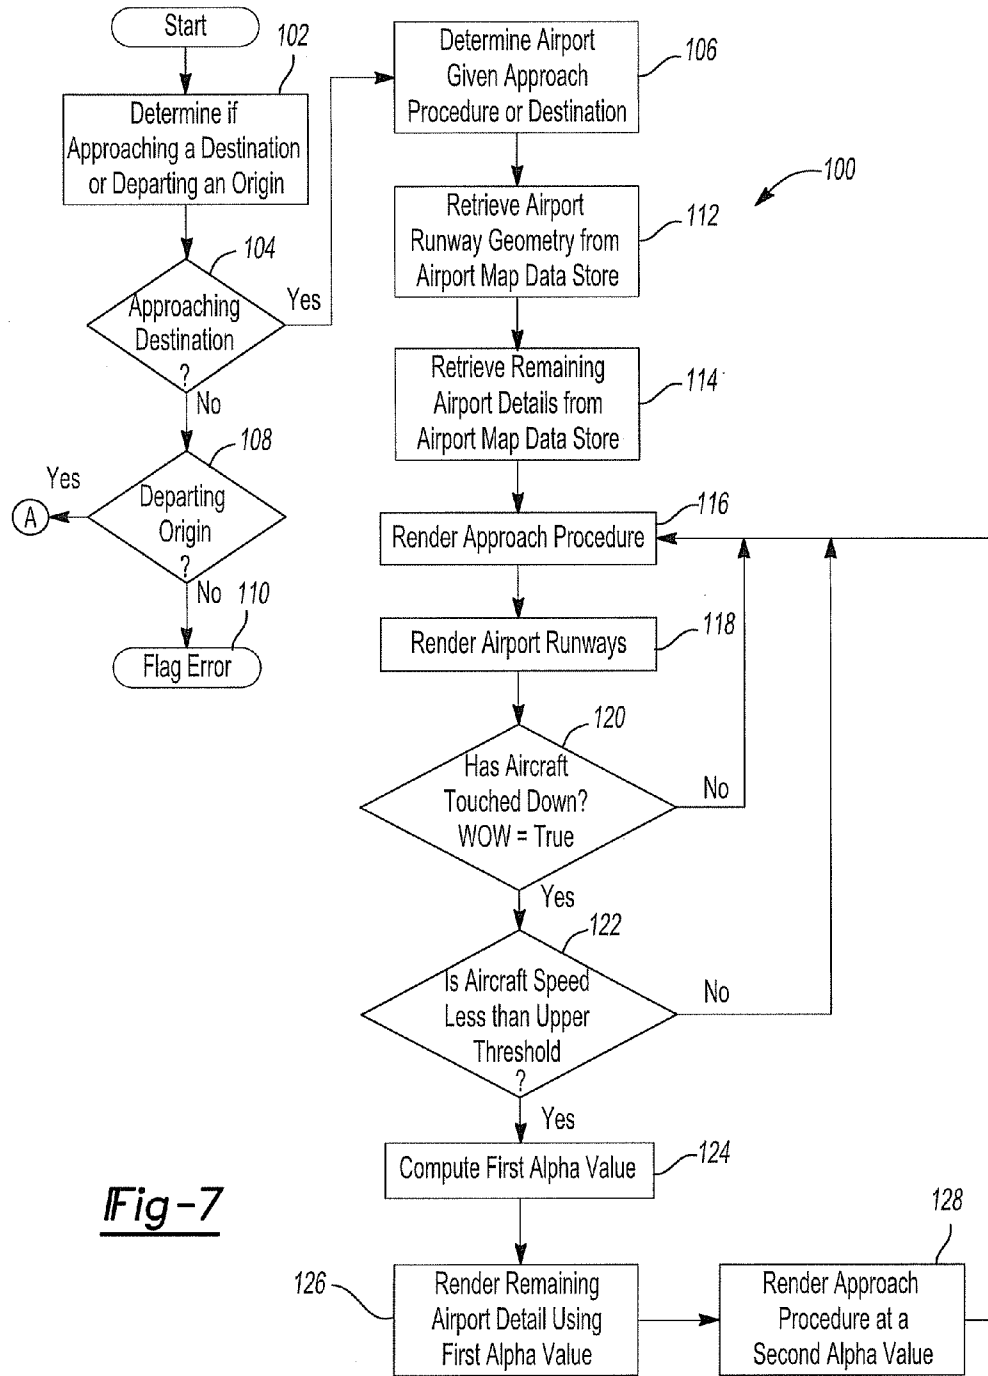 Start
102
Determine if
Approaching a Destination
or Departing an Origin
104
Approaching
Destination
?
Yes
No
108
Departing
Origin
?
Yes
A
No
110
Flag Error
Determine Airport
Given Approach
Procedure or Destination
106
100
Retrieve Airport
Runway Geometry from
Airport Map Data Store
112
Retrieve Remaining
Airport Details from
Airport Map Data Store
114
Render Approach Procedure
116
Render Airport Runways
118
120
Has Aircraft
Touched Down?
WOW = True
No
Yes
122
Is Aircraft Speed
Less than Upper
Threshold
?
No
Yes
Compute First Alpha Value
124
126
Render Remaining
Airport Detail Using
First Alpha Value
128
Render Approach
Procedure at a
Second Alpha Value
Fig-7